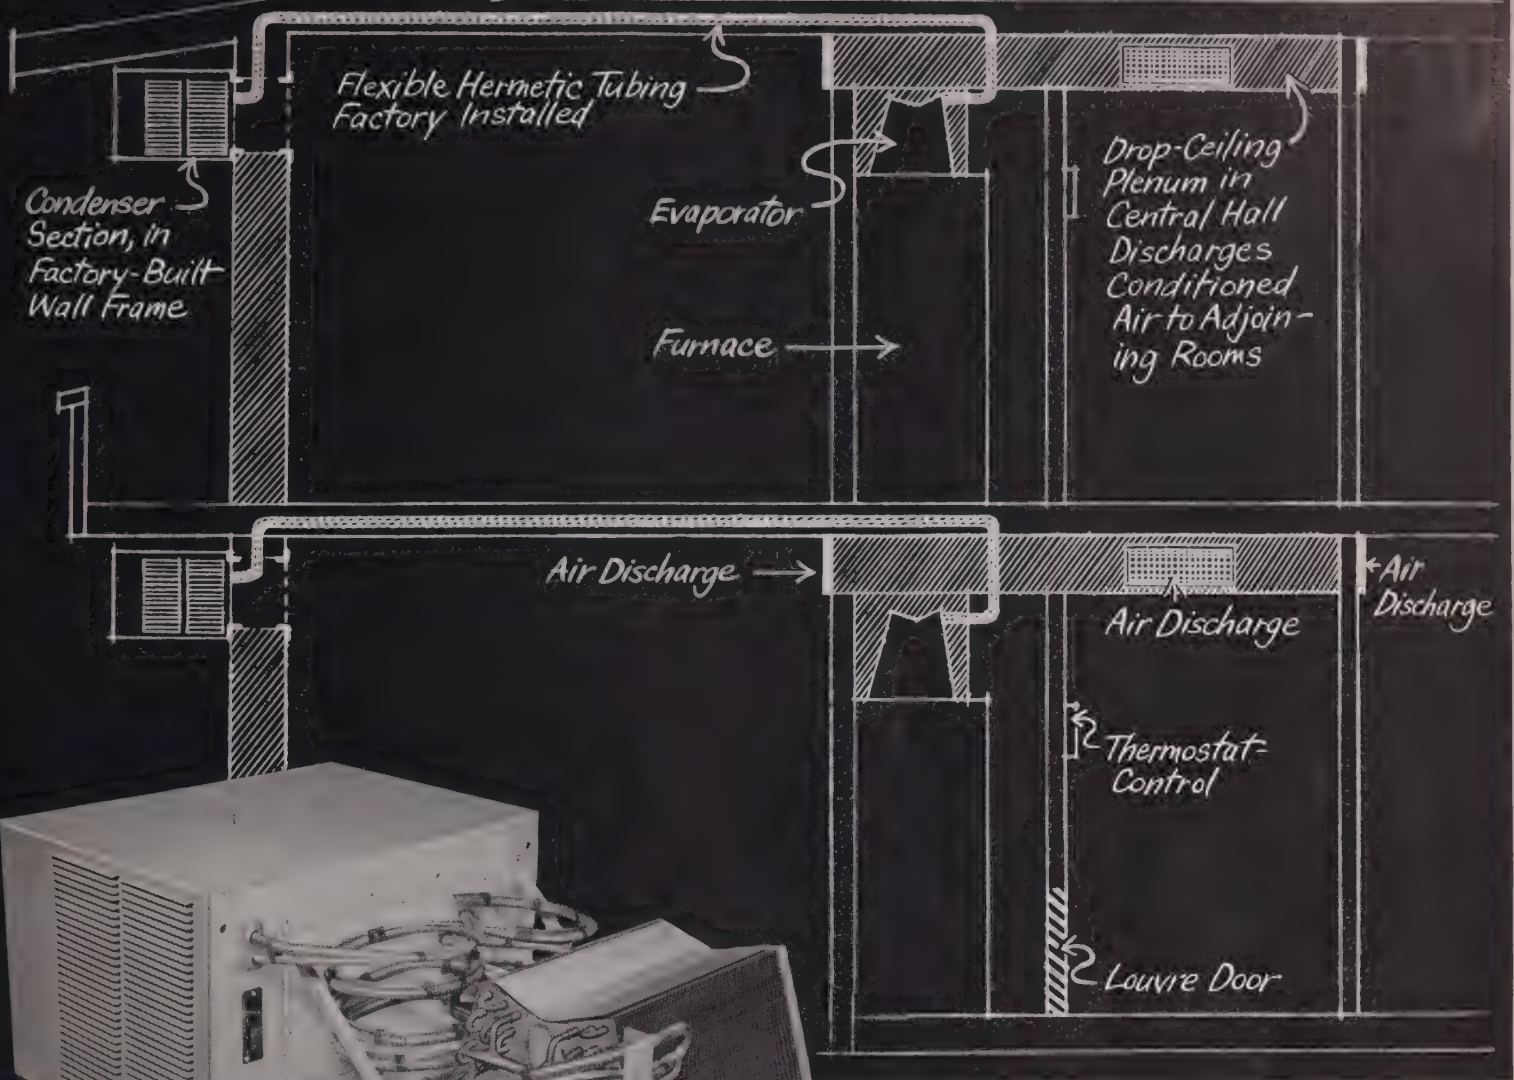 Flexible Hermetic Tubing
Factory Installed
Condenser
Section, in
Factory-Built
Wall Frame
Evaporator
Furnace
Drop-Ceiling
Plenum in
Central Hall
Discharges
Conditioned
Air to Adjoin-
ing Rooms
Air Discharge
Air Discharge
Air
Discharge
Thermostat-
Control
Louvre Door